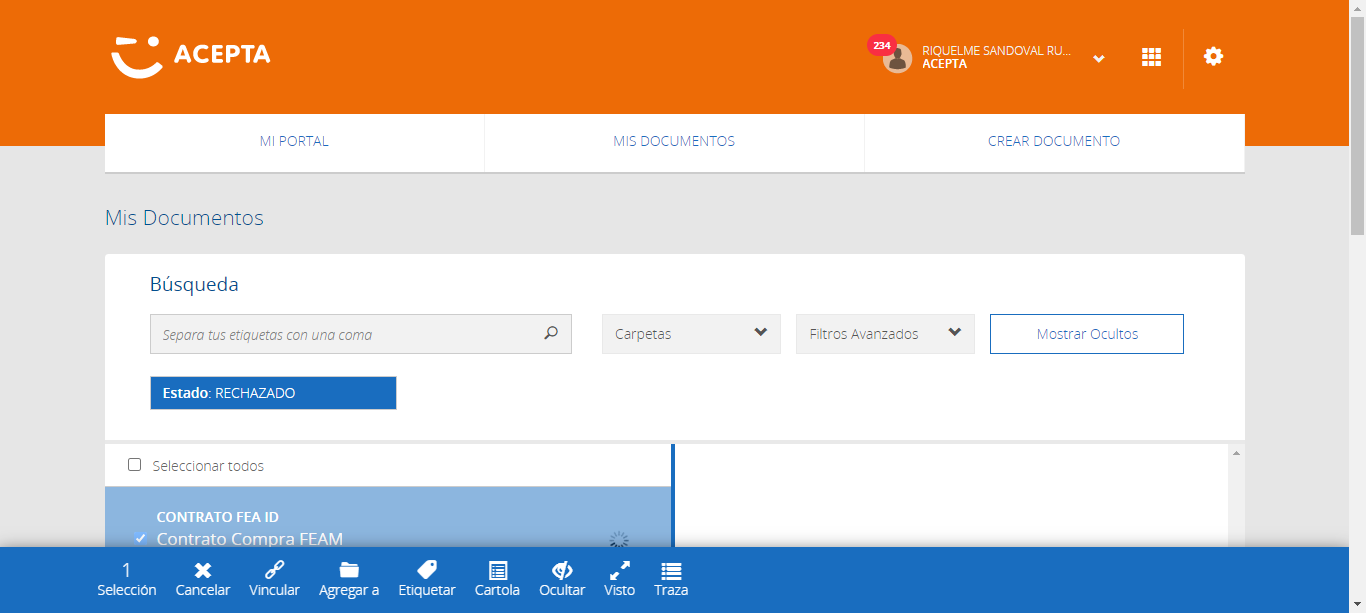 ACEPTA
234
RIQUELME SANDOVAL RU...
ACEPTA
MI PORTAL
MIS DOCUMENTOS
CREAR DOCUMENTO
Mis Documentos
Búsqueda
Separa tus etiquetas con una coma
Carpetas
Filtros Avanzados
Mostrar Ocultos
Estado: RECHAZADO
Seleccionar todos
CONTRATO FEA ID
Contrato Compra FEAM
1
Selección
Cancelar
Vincular
Agregar a
Etiquetar
Cartola
Ocultar
Visto
Traza